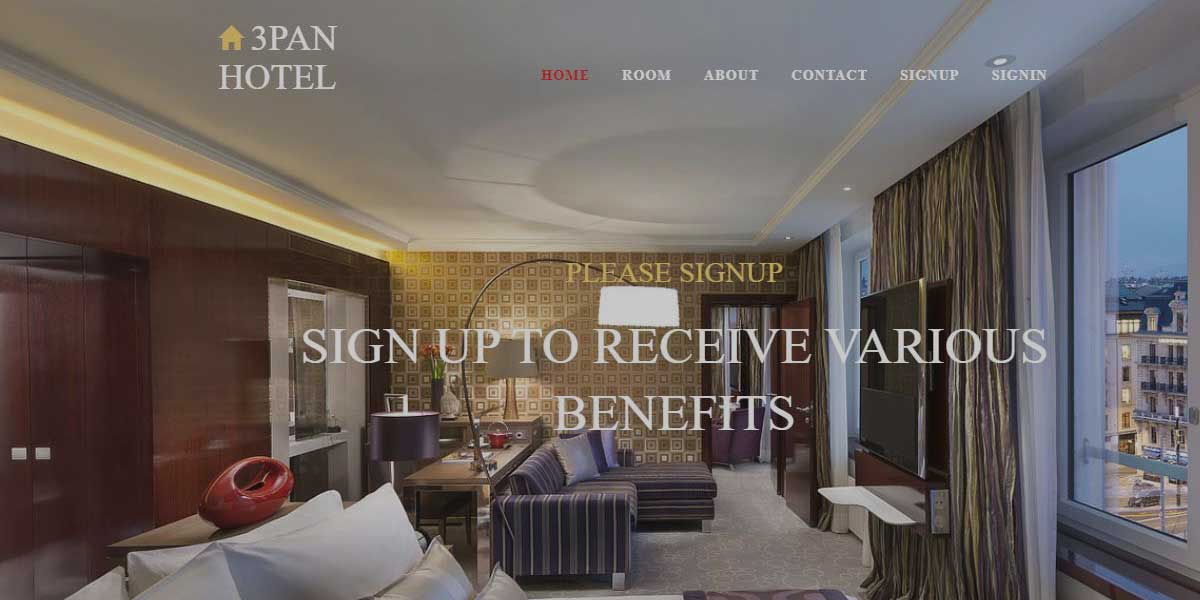 3PAN
HOTEL
HOME ROOM ABOUT CONTACT SIGNUP SIGNIN
PLEASE SIGNUP
SIGN UP TO RECEIVE VARIOUS
BENEFITS